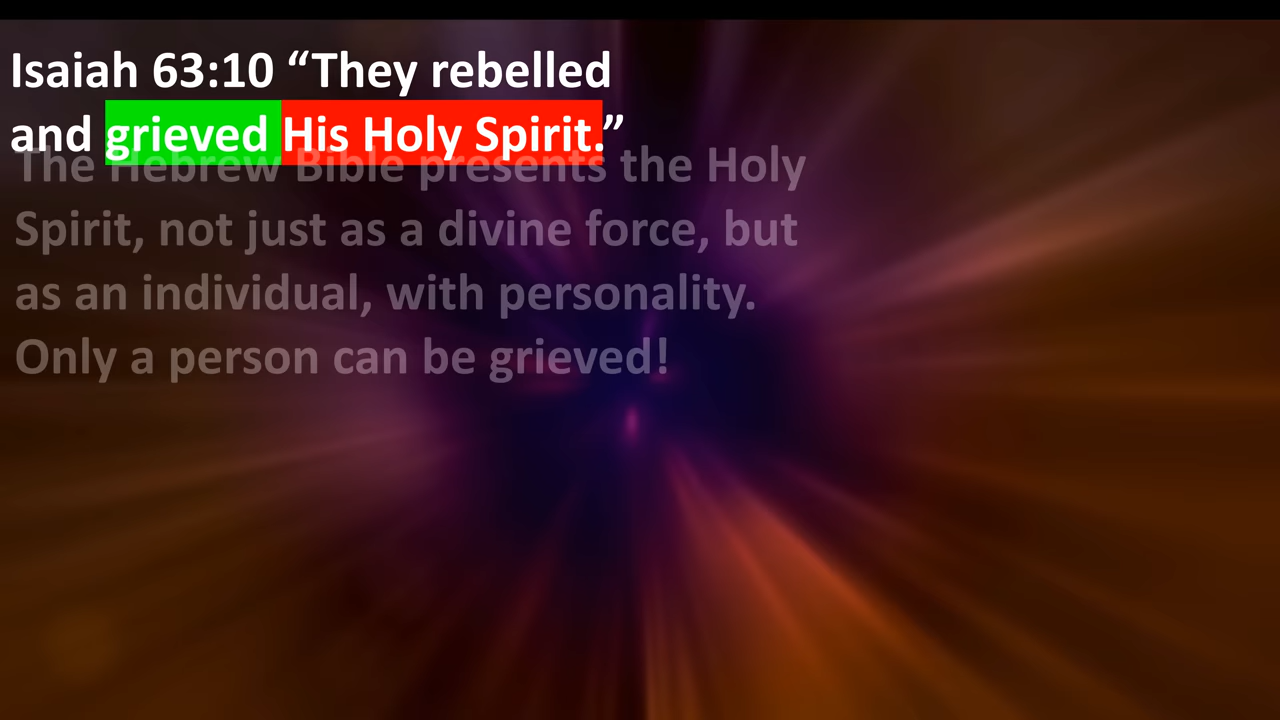 Isaiah 63:10 “They rebelled
and grieved His Holy Spirit.”
The Hebrew Bible presents the Holy
Spirit, not just as a divine force, but
as an individual, with personality.
Only a person can be grieved!